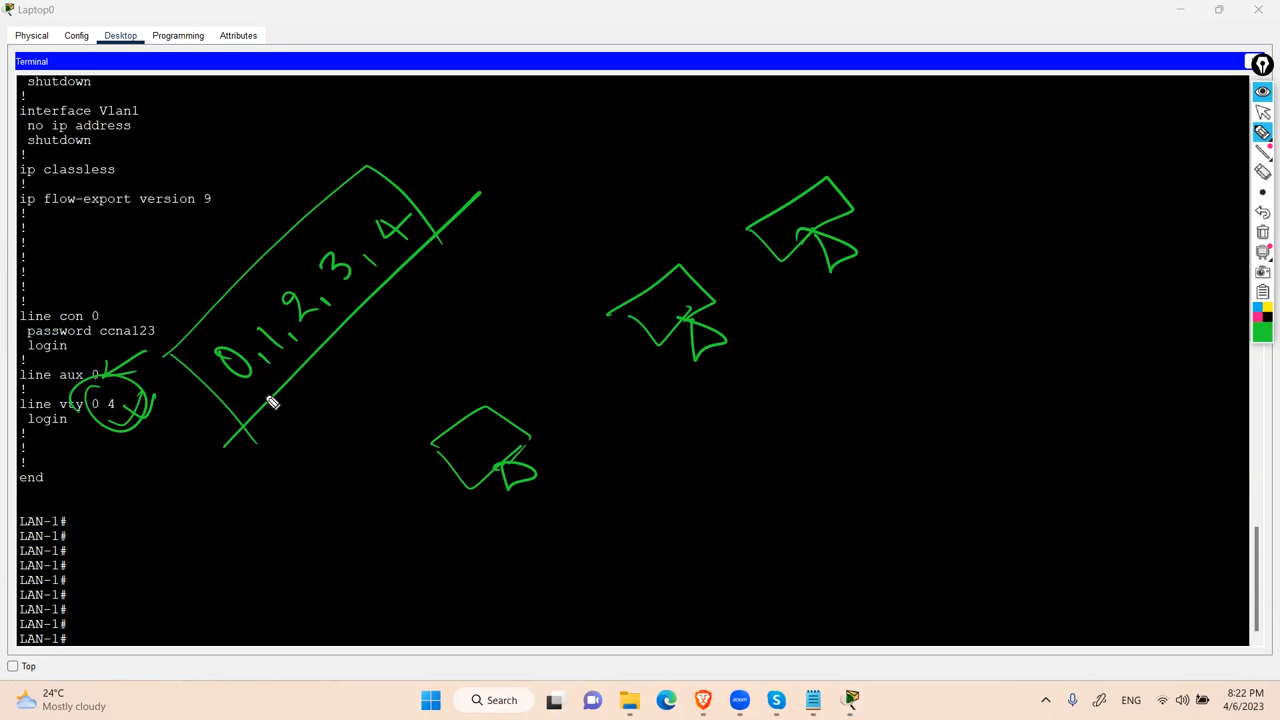 Laptop0
Physical Config Desktop Programming Attributes
Terminal
shutdown
!
interface Vlan1
no ip address
shutdown
!
ip classless
!
ip flow-export version 9
!
!
!
!
!
!
!
line con 0
password ccna123
login
!
line aux 0
!
line vty 0 4
login
!
!
!
end
0,1,2,3,4
LAN-1#
LAN-1#
LAN-1#
LAN-1#
LAN-1#
LAN-1#
LAN-1#
LAN-1#
LAN-1#
Top
24°C
Mostly cloudy
Search
zoom
ENG
8:22 PM
4/6/2023